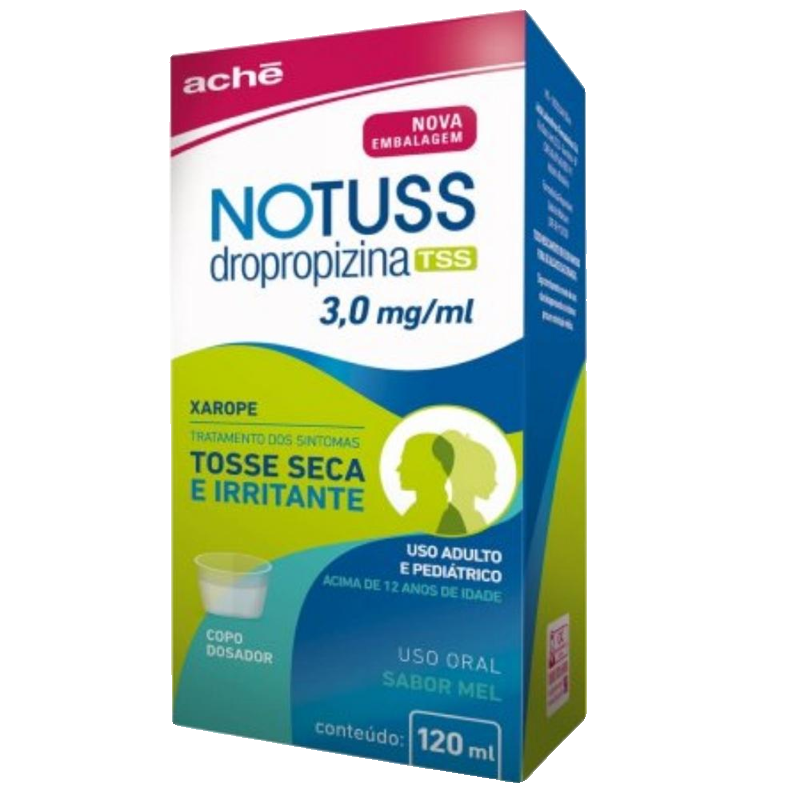 achē
NOVA
EMBALAGEM
NOTUSS
dropropizina TSS
3,0 mg/ml
XAROPE
TRATAMENTO DOS SINTOMAS
TOSSE SECA
E IRRITANTE
USO ADULTO
E PEDIÁTRICO
ACIMA DE 12 ANOS DE IDADE
COPO
DOSADOR
USO ORAL
SABOR MEL
conteúdo: 120 ml